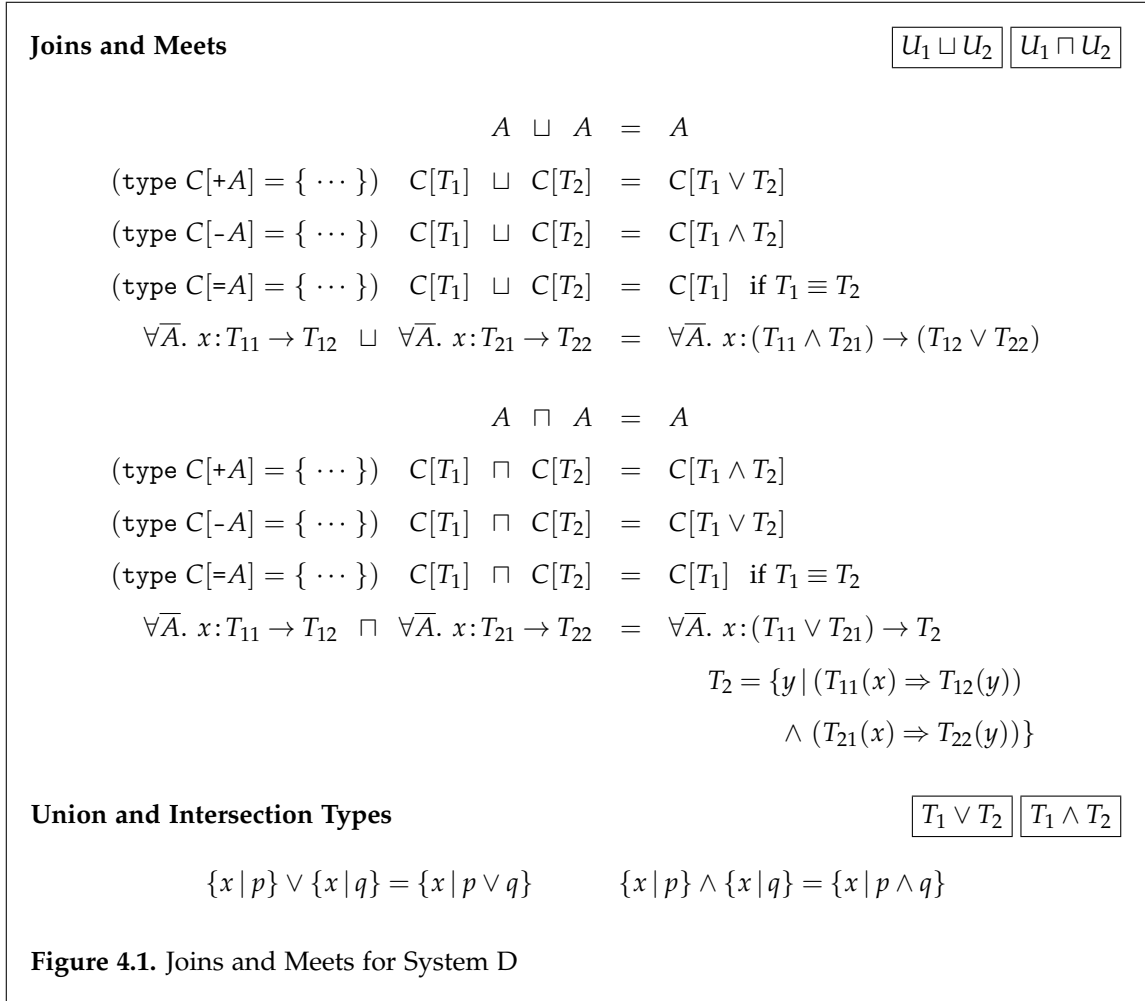 Joins and Meets U₁ ⊔ U₂ U₁ ⊓ U₂
A ⊔ A = A
(type C[+A] = { ⋯ }) C[T₁] ⊔ C[T₂] = C[T₁ ∨ T₂]
(type C[-A] = { ⋯ }) C[T₁] ⊔ C[T₂] = C[T₁ ∧ T₂]
(type C[=A] = { ⋯ }) C[T₁] ⊔ C[T₂] = C[T₁] if T₁ ≡ T₂
∀A̅. x:T₁₁ → T₁₂ ⊔ ∀A̅. x:T₂₁ → T₂₂ = ∀A̅. x:(T₁₁ ∧ T₂₁) → (T₁₂ ∨ T₂₂)
A ⊓ A = A
(type C[+A] = { ⋯ }) C[T₁] ⊓ C[T₂] = C[T₁ ∧ T₂]
(type C[-A] = { ⋯ }) C[T₁] ⊓ C[T₂] = C[T₁ ∨ T₂]
(type C[=A] = { ⋯ }) C[T₁] ⊓ C[T₂] = C[T₁] if T₁ ≡ T₂
∀A̅. x:T₁₁ → T₁₂ ⊓ ∀A̅. x:T₂₁ → T₂₂ = ∀A̅. x:(T₁₁ ∨ T₂₁) → T₂
T₂ = {y | (T₁₁(x) ⇒ T₁₂(y))
∧ (T₂₁(x) ⇒ T₂₂(y))}
Union and Intersection Types T₁ ∨ T₂ T₁ ∧ T₂
{x | p} ∨ {x | q} = {x | p ∨ q} {x | p} ∧ {x | q} = {x | p ∧ q}
Figure 4.1. Joins and Meets for System D